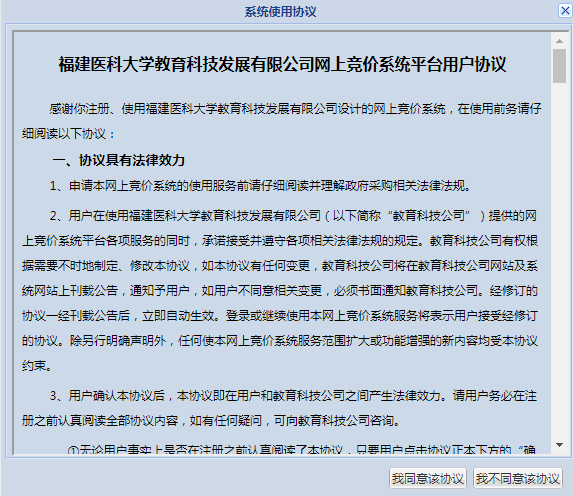 系统使用协议
福建医科大学教育科技发展有限公司网上竞价系统平台用户协议
感谢你注册、使用福建医科大学教育科技发展有限公司设计的网上竞价系统，在使用前务请仔
细阅读以下协议：
一、协议具有法律效力
1、申请本网上竞价系统的使用服务前请仔细阅读并理解政府采购相关法律法规。
2、用户在使用福建医科大学教育科技发展有限公司（以下简称“教育科技公司”）提供的网
上竞价系统平台各项服务的同时，承诺接受并遵守各项相关法律法规的规定。教育科技公司有权根
据需要不时地制定、修改本协议，如本协议有任何变更，教育科技公司将在教育科技公司网站及系
统网站上刊载公告，通知予用户，如用户不同意相关变更，必须书面通知教育科技公司。经修订的
协议一经刊载公告后，立即自动生效。登录或继续使用本网上竞价系统服务将表示用户接受经修订
的协议。除另行明确声明外，任何使本网上竞价系统服务范围扩大或功能增强的新内容均受本协议
约束。
3、用户确认本协议后，本协议即在用户和教育科技公司之间产生法律效力。请用户务必在注
册之前认真阅读全部协议内容，如有任何疑问，可向教育科技公司咨询。
①无论用户事实上是否在注册之前认真阅读了本协议，只要用户点击协议正本下方的“确
我同意该协议 我不同意该协议